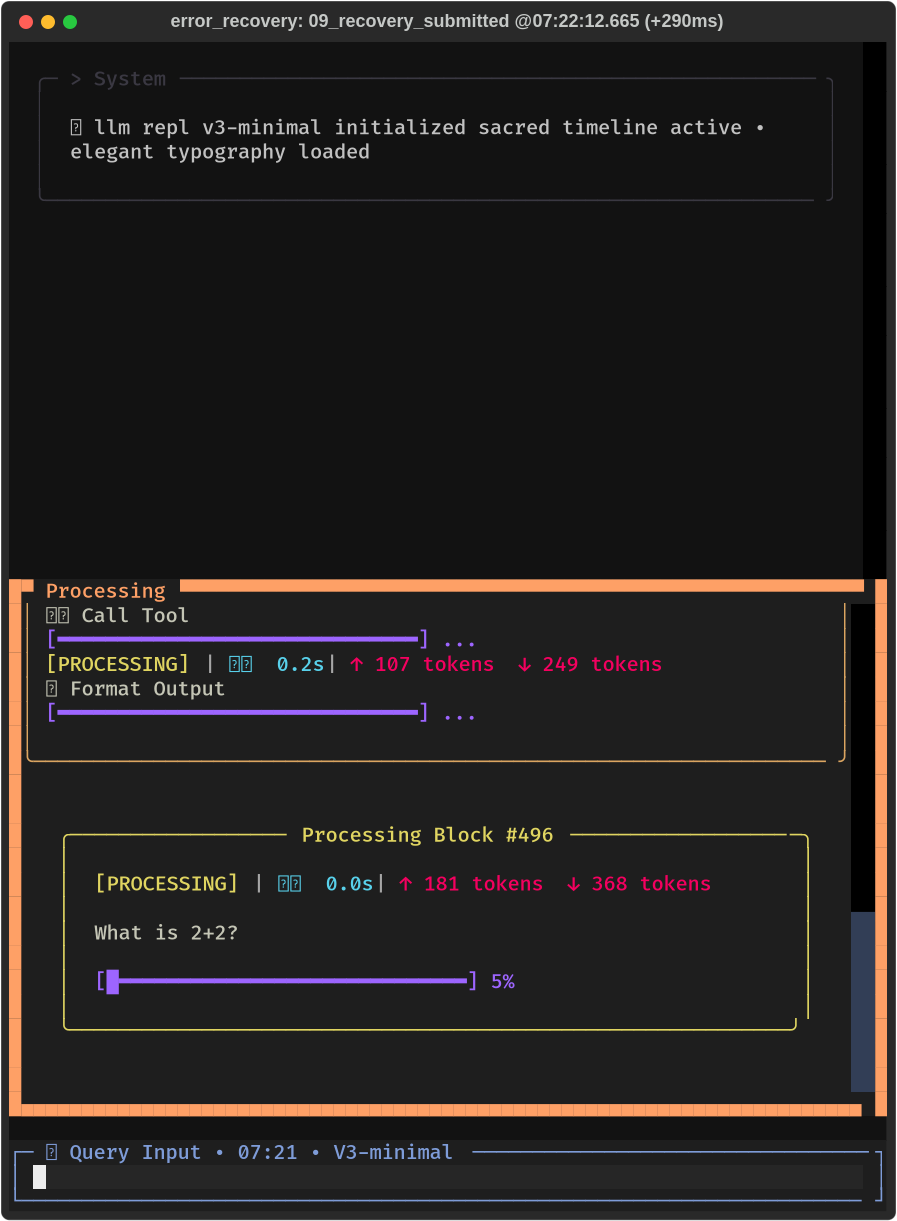 error_recovery: 09_recovery_submitted @07:22:12.665 (+290ms)
> System
llm repl v3-minimal initialized sacred timeline active •
elegant typography loaded
Processing
Call Tool
[━━━━━━━━━━━━━━━━━━━━━━━━━━━━━━] ...
[PROCESSING] | 0.2s| ↑ 107 tokens ↓ 249 tokens
Format Output
[━━━━━━━━━━━━━━━━━━━━━━━━━━━━━━] ...
Processing Block #496
[PROCESSING] | 0.0s| ↑ 181 tokens ↓ 368 tokens
What is 2+2?
[█━━━━━━━━━━━━━━━━━━━━━━━━━━━━━] 5%
Query Input • 07:21 • V3-minimal